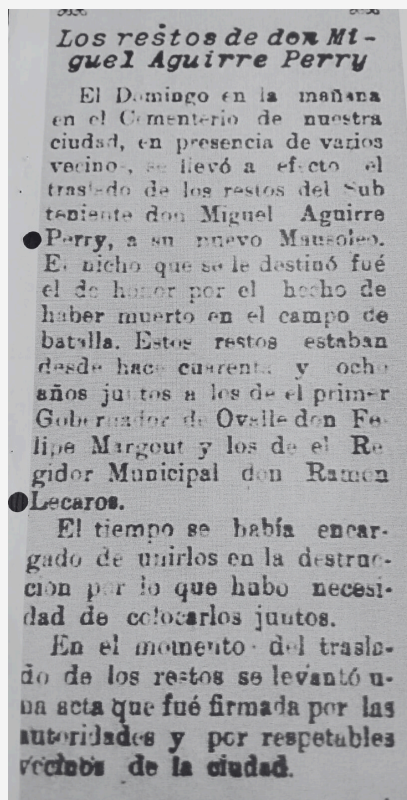 Los restos de don Mi-
guel Aguirre Perry
El Domingo en la mañana
en el Cementerio de nuestra
ciudad, en presencia de varios
vecinos, se llevó a efecto el
traslado de los restos del Sub
teniente don Miguel Aguirre
Perry, a su nuevo Mausoleo.
El nicho que se le destinó fué
el de honor por el hecho de
haber muerto en el campo de
batalla. Estos restos estaban
desde hace cuarenta y ocho
años juntos a los de el primer
Gobernador de Ovalle don Fe-
lipe Margout y los de el Re
gidor Municipal don Ramon
Lecaros.
El tiempo se había encar-
gado de unirlos en la destruc-
ción por lo que hubo necesi-
dad de colocarlos juntos.
En el momento del trasla-
do de los restos se levantó u-
na acta que fué firmada por las
autoridades y por respetables
vecinos de la ciudad.